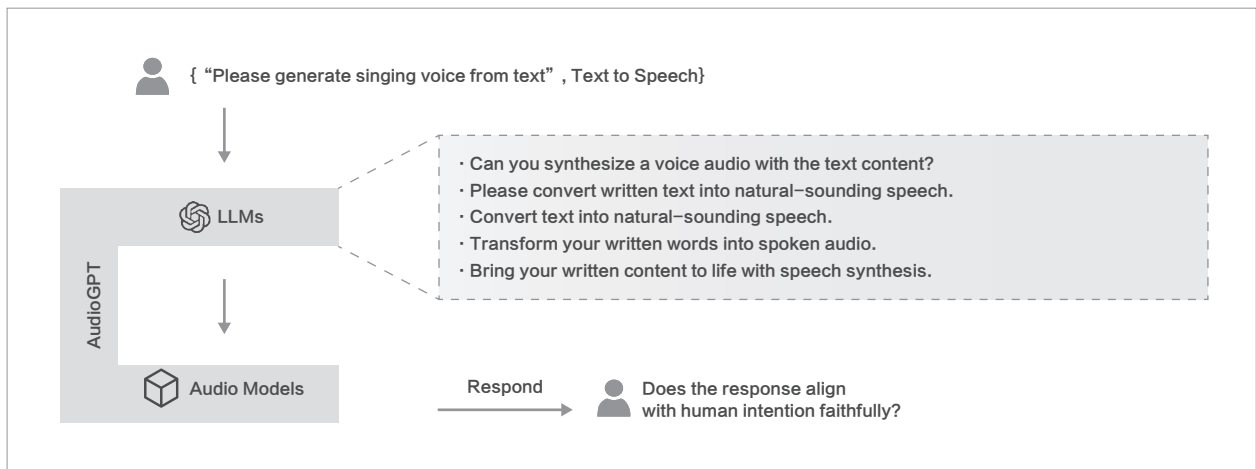 { “Please generate singing voice from text” , Text to Speech}
· Can you synthesize a voice audio with the text content?
· Please convert written text into natural-sounding speech.
LLMs
· Convert text into natural-sounding speech.
· Transform your written words into spoken audio.
· Bring your written content to life with speech synthesis.
AudioGPT
Audio Models
Respond
Does the response align
with human intention faithfully?